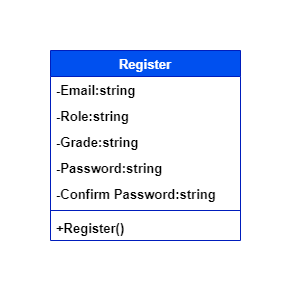 Register
-Email:string
-Role:string
-Grade:string
-Password:string
-Confirm Password:string
+Register()